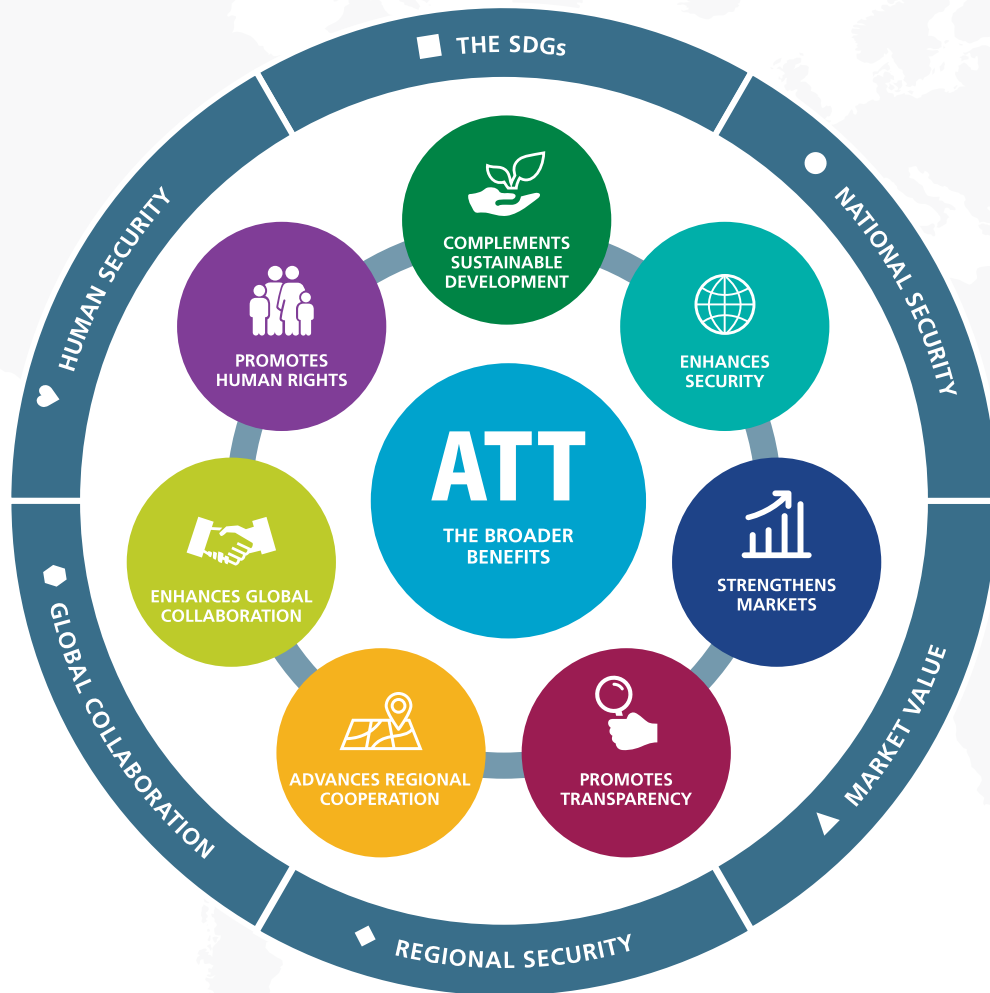 THE SDGs
NATIONAL SECURITY
MARKET VALUE
REGIONAL SECURITY
GLOBAL COLLABORATION
HUMAN SECURITY
COMPLEMENTS
SUSTAINABLE
DEVELOPMENT
ENHANCES
SECURITY
STRENGTHENS
MARKETS
PROMOTES
TRANSPARENCY
ADVANCES REGIONAL
COOPERATION
ENHANCES GLOBAL
COLLABORATION
PROMOTES
HUMAN RIGHTS
ATT
THE BROADER
BENEFITS